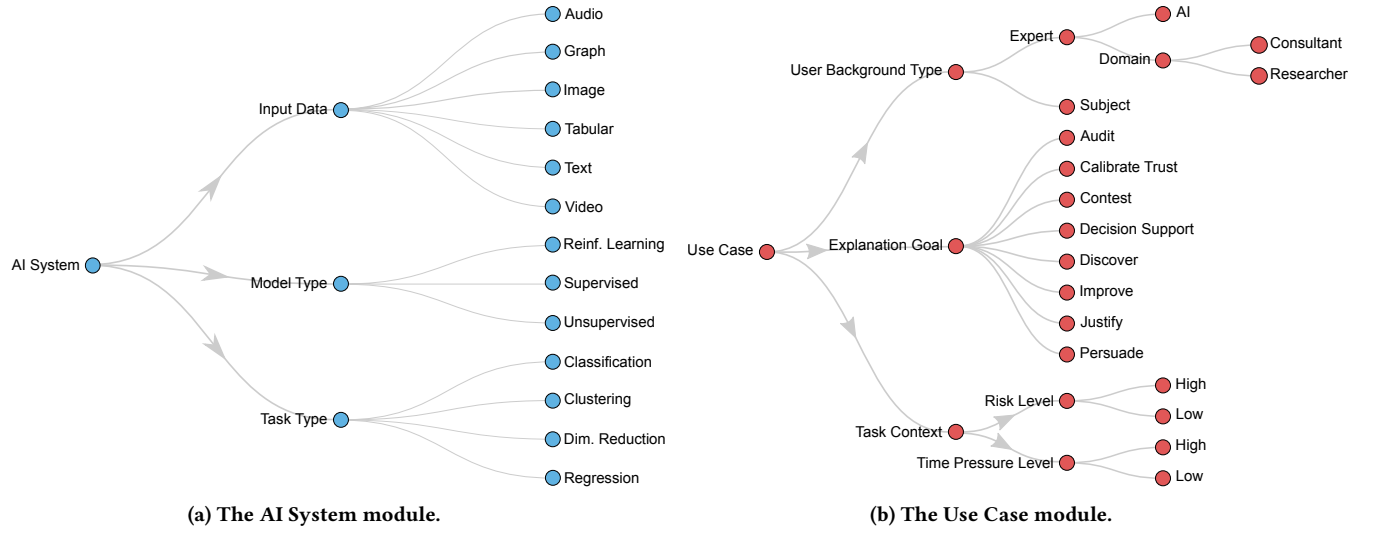 Audio
Graph
Image
Input Data
Tabular
Text
Video
Reinf. Learning
AI System
Model Type
Supervised
Unsupervised
Classification
Clustering
Task Type
Dim. Reduction
Regression
(a) The AI System module.
AI
Expert
Consultant
Domain
User Background Type
Researcher
Subject
Audit
Calibrate Trust
Contest
Decision Support
Use Case
Explanation Goal
Discover
Improve
Justify
Persuade
High
Risk Level
Low
Task Context
High
Time Pressure Level
Low
(b) The Use Case module.